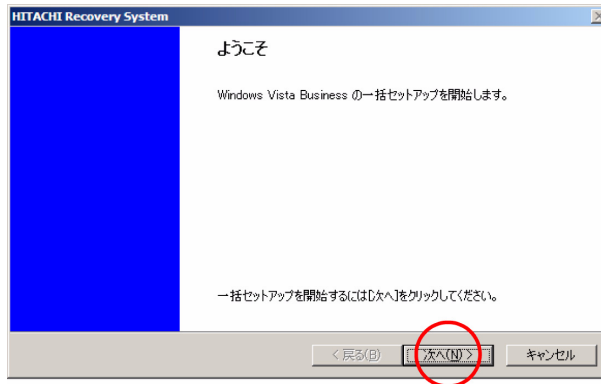 HITACHI Recovery System
ようこそ
Windows Vista Business の一括セットアップを開始します。
一括セットアップを開始するには[次へ]をクリックしてください。
< 戻る(B)
次へ(N) >
キャンセル